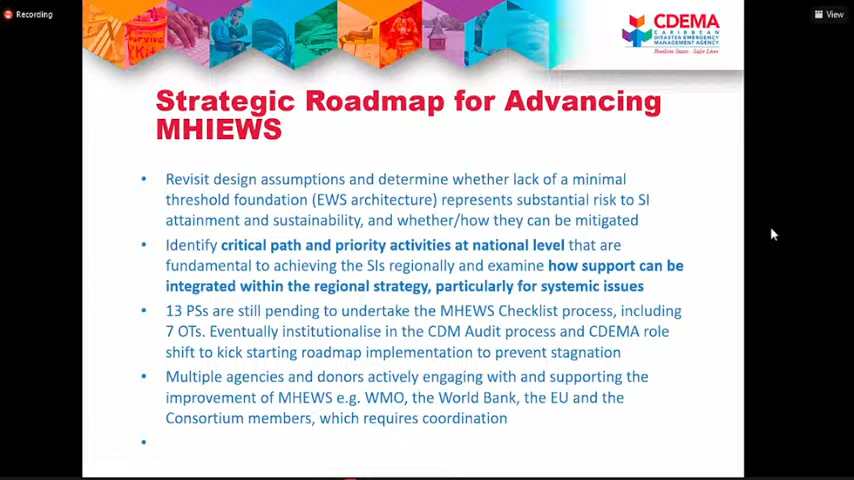 Recording
View
Survival
Kit
CDEMA
CARIBBEAN
DISASTER EMERGENCY
MANAGEMENT AGENCY
Resilient States - Safer Lives
Strategic Roadmap for Advancing
MHIEWS
• Revisit design assumptions and determine whether lack of a minimal
threshold foundation (EWS architecture) represents substantial risk to SI
attainment and sustainability, and whether/how they can be mitigated
• Identify critical path and priority activities at national level that are
fundamental to achieving the SIs regionally and examine how support can be
integrated within the regional strategy, particularly for systemic issues
• 13 PSs are still pending to undertake the MHEWS Checklist process, including
7 OTs. Eventually institutionalise in the CDM Audit process and CDEMA role
shift to kick starting roadmap implementation to prevent stagnation
• Multiple agencies and donors actively engaging with and supporting the
improvement of MHEWS e.g. WMO, the World Bank, the EU and the
Consortium members, which requires coordination
•